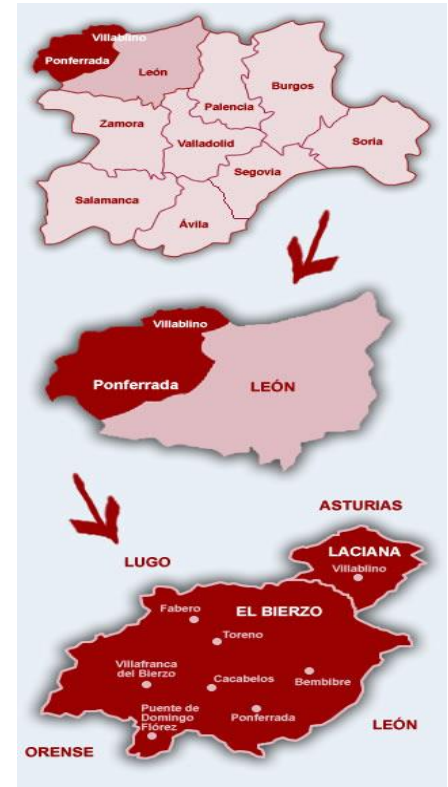 Villablino
Ponferrada
León
Burgos
Palencia
Zamora
Valladolid
Soria
Segovia
Salamanca
Ávila
Villablino
Ponferrada
LEÓN
ASTURIAS
LUGO
LACIANA
Villablino
Fabero
EL BIERZO
Toreno
Villafranca
del Bierzo
Cacabelos
Bembibre
Puente de
Domingo
Flórez
Ponferrada
LEÓN
ORENSE